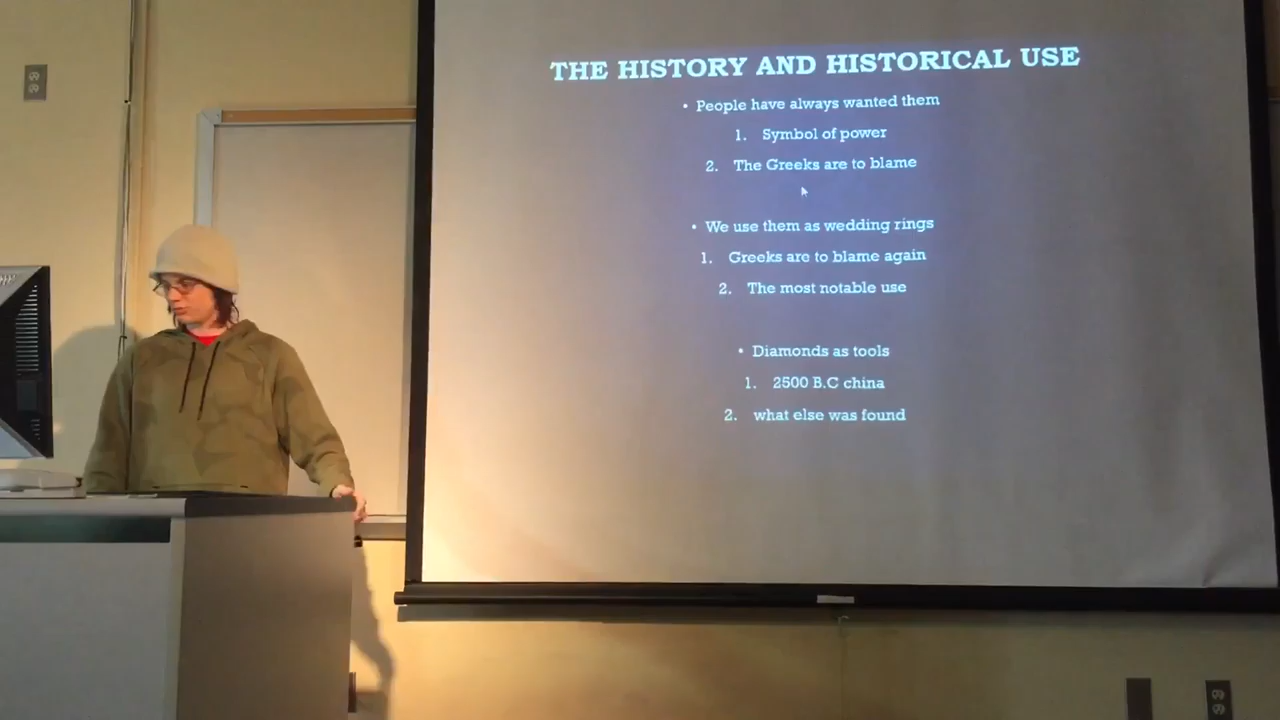 THE HISTORY AND HISTORICAL USE
• People have always wanted them
1. Symbol of power
2. The Greeks are to blame
• We use them as wedding rings
1. Greeks are to blame again
2. The most notable use
• Diamonds as tools
1. 2500 B.C china
2. what else was found